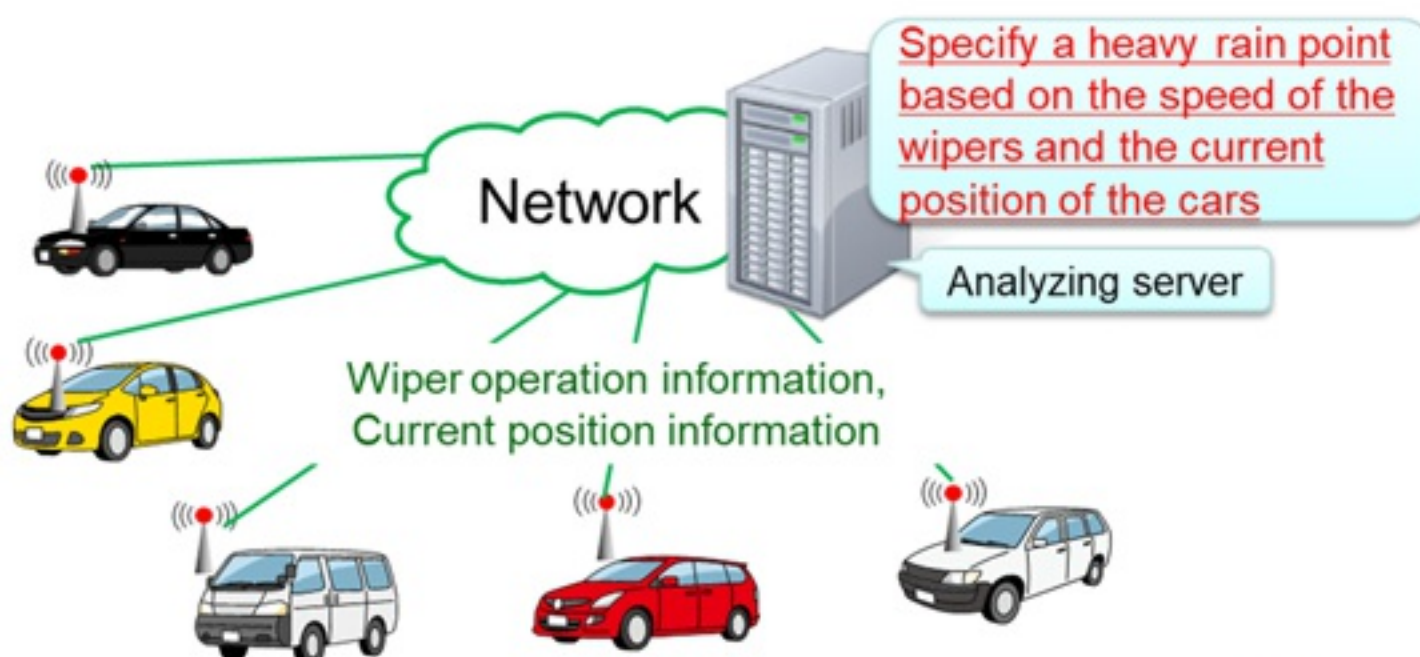 Specify a heavy rain point
based on the speed of the
wipers and the current
position of the cars
Network
Analyzing server
Wiper operation information,
Current position information